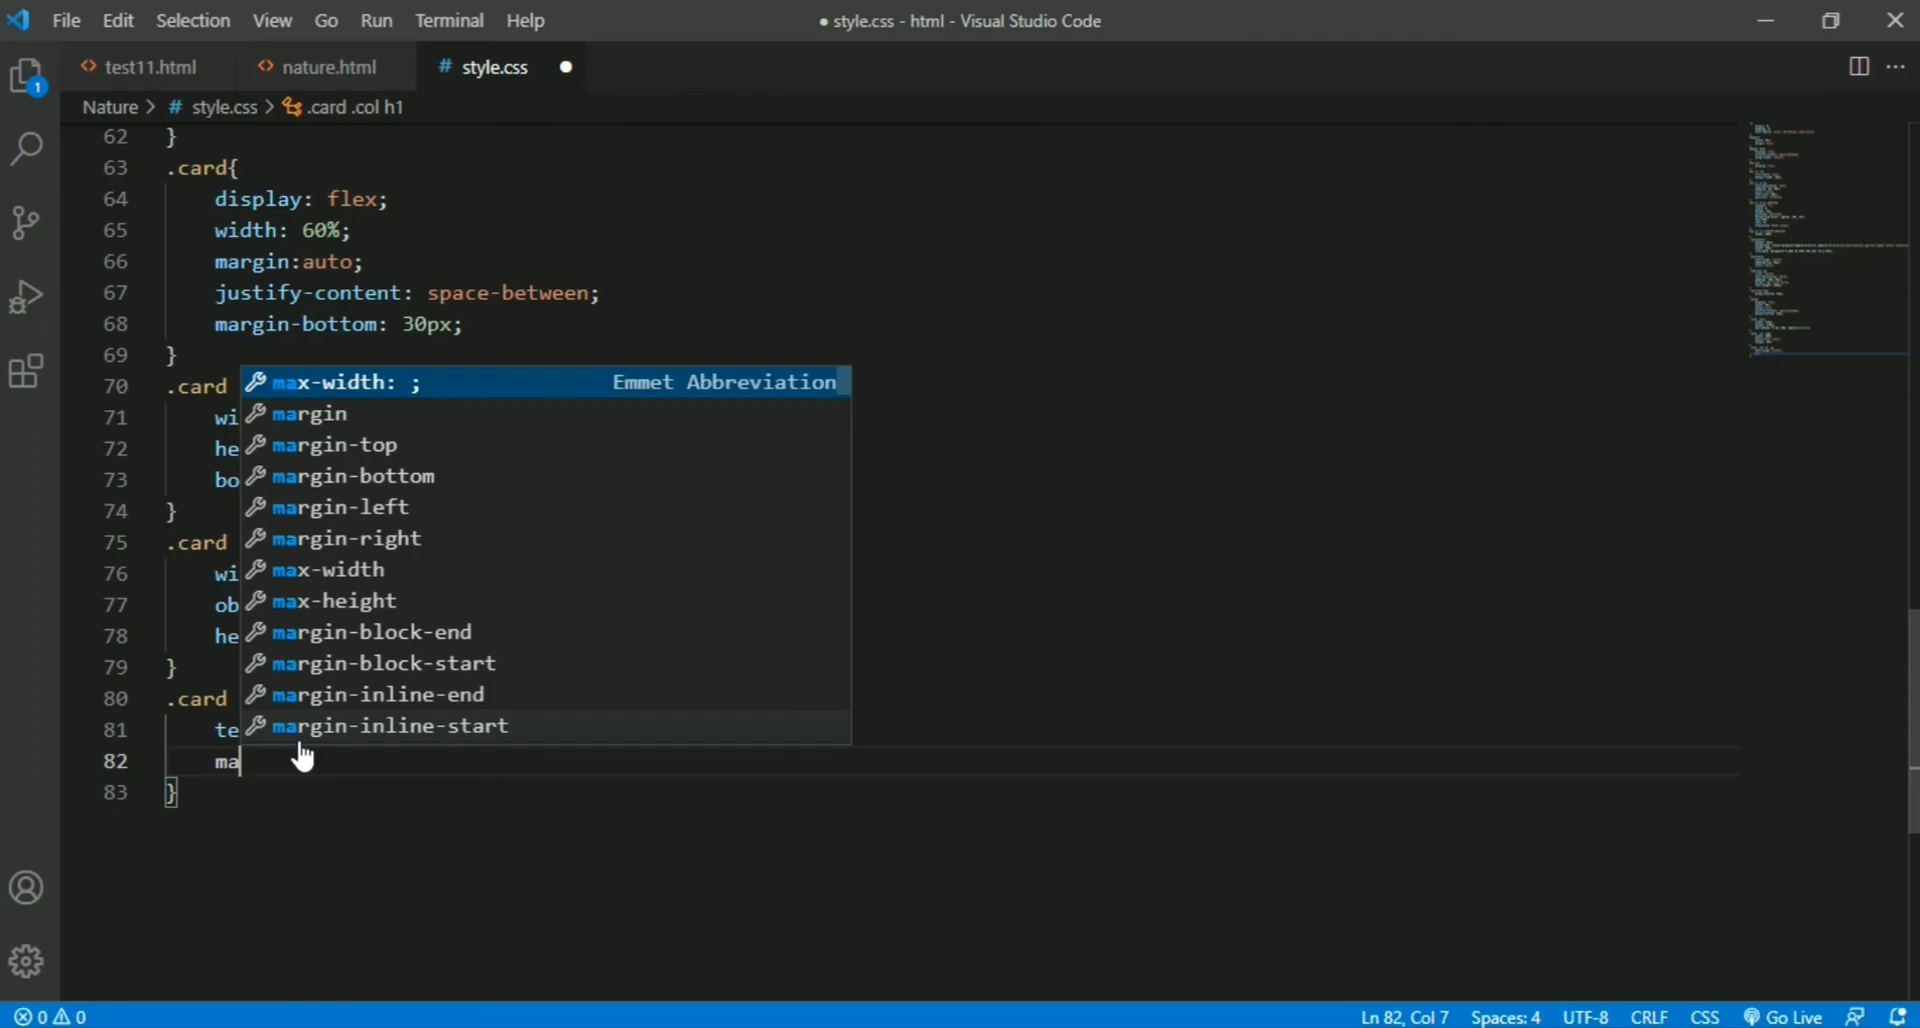 File Edit Selection View Go Run Terminal Help ● style.css - html - Visual Studio Code
<> test11.html <> nature.html # style.css ●
1
Nature > # style.css > .card .col h1
62 }
63 .card{
64 display: flex;
65 width: 60%;
66 margin:auto;
67 justify-content: space-between;
68 margin-bottom: 30px;
69 }
70 .card max-width: ; Emmet Abbreviation
71 wi margin
72 he margin-top
73 bo margin-bottom
74 } margin-left
75 .card margin-right
76 wi max-width
77 ob max-height
78 he margin-block-end
79 } margin-block-start
80 .card margin-inline-end
81 te margin-inline-start
82 ma
83 }
0 0 Ln 82, Col 7 Spaces: 4 UTF-8 CRLF CSS Go Live